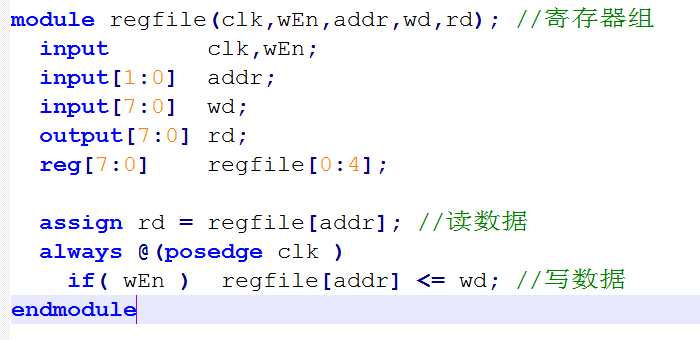 module regfile(clk,wEn,addr,wd,rd); //寄存器组
  input       clk,wEn;
  input[1:0]  addr;
  input[7:0]  wd;
  output[7:0] rd;
  reg[7:0]    regfile[0:4];

  assign rd = regfile[addr]; //读数据
  always @(posedge clk )
    if( wEn )  regfile[addr] <= wd; //写数据
endmodule